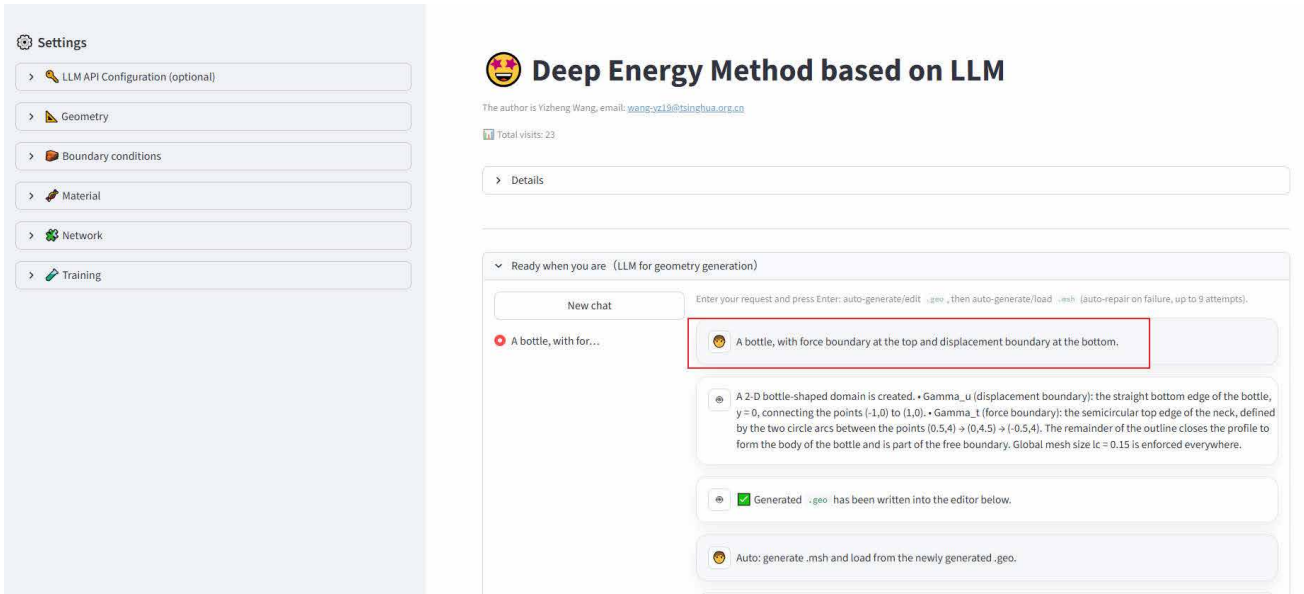 Settings
LLM API Configuration (optional)
Geometry
Boundary conditions
Material
Network
Training
Deep Energy Method based on LLM
The author is Yizheng Wang, email: wang-yz19@tsinghua.org.cn
Total visits: 23
Details
Ready when you are（LLM for geometry generation）
New chat
A bottle, with for...
Enter your request and press Enter: auto-generate/edit .geo , then auto-generate/load .msh (auto-repair on failure, up to 9 attempts).
A bottle, with force boundary at the top and displacement boundary at the bottom.
A 2-D bottle-shaped domain is created. • Gamma_u (displacement boundary): the straight bottom edge of the bottle,
y = 0, connecting the points (-1,0) to (1,0). • Gamma_t (force boundary): the semicircular top edge of the neck, defined
by the two circle arcs between the points (0.5,4) → (0,4.5) → (-0.5,4). The remainder of the outline closes the profile to
form the body of the bottle and is part of the free boundary. Global mesh size lc = 0.15 is enforced everywhere.
Generated .geo has been written into the editor below.
Auto: generate .msh and load from the newly generated .geo.